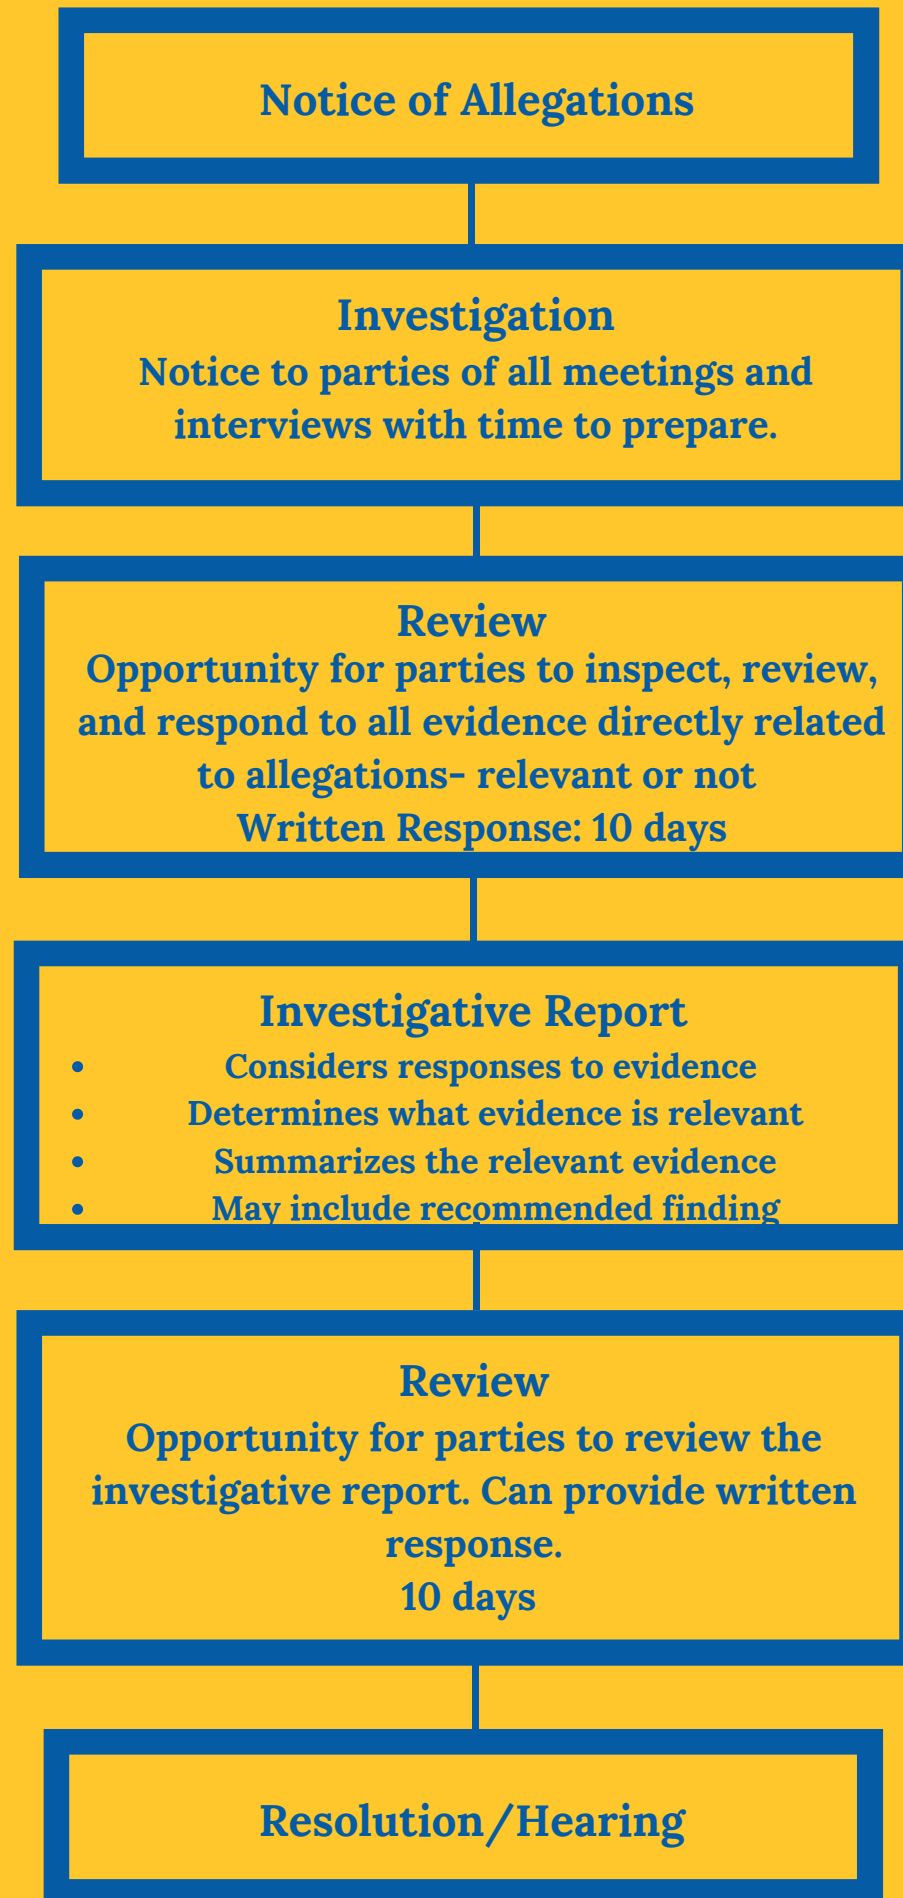 Notice of Allegations
Investigation
Notice to parties of all meetings and
interviews with time to prepare.
Review
Opportunity for parties to inspect, review,
and respond to all evidence directly related
to allegations- relevant or not
Written Response: 10 days
Investigative Report
• Considers responses to evidence
• Determines what evidence is relevant
• Summarizes the relevant evidence
• May include recommended finding
Review
Opportunity for parties to review the
investigative report. Can provide written
response.
10 days
Resolution/Hearing